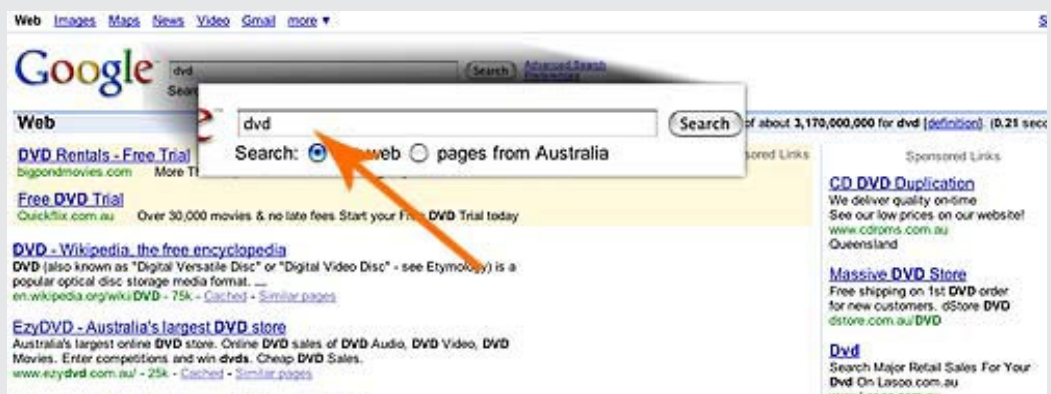 Web Images Maps News Video Gmail more ▼
Google dvd Search Advanced Search
Preferences
dvd Search
Search: web pages from Australia
Web of about 3,170,000,000 for dvd [definition]. (0.21 seco
DVD Rentals - Free Trial
bigpondmovies.com More
Free DVD Trial
Quickflix.com.au Over 30,000 movies & no late fees Start your Free DVD Trial today
DVD - Wikipedia, the free encyclopedia
DVD (also known as "Digital Versatile Disc" or "Digital Video Disc" - see Etymology) is a
popular optical disc storage media format. ...
en.wikipedia.org/wiki/DVD - 75k - Cached - Similar pages
EzyDVD - Australia's largest DVD store
Australia's largest online DVD store. Online DVD sales of DVD Audio, DVD Video, DVD
Movies. Enter competitions and win dvds. Cheap DVD Sales.
www.ezydvd.com.au/ - 25k - Cached - Similar pages
Sponsored Links
CD DVD Duplication
We deliver quality on-time
See our low prices on our website!
www.cdroms.com.au
Queensland
Massive DVD Store
Free shipping on 1st DVD order
for new customers. dStore DVD
dstore.com.au/DVD
Dvd
Search Major Retail Sales For Your
Dvd On Lasoo.com.au